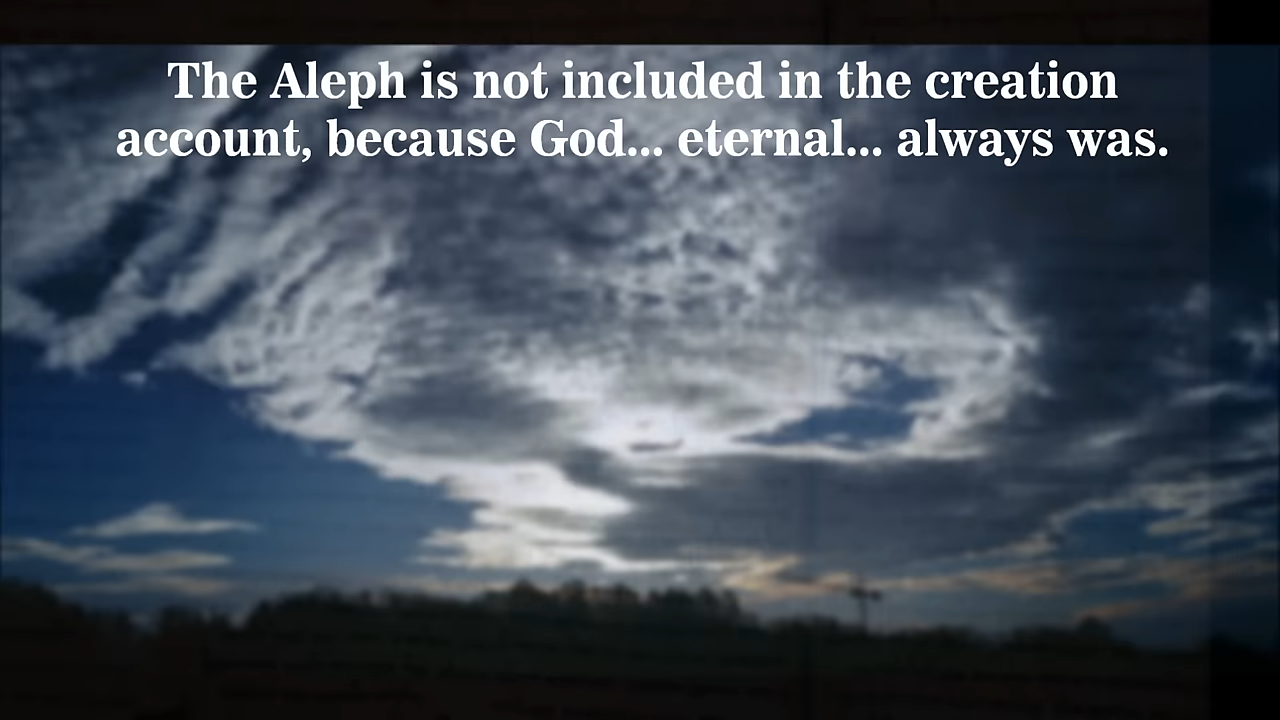 The Aleph is not included in the creation
account, because God... eternal... always was.